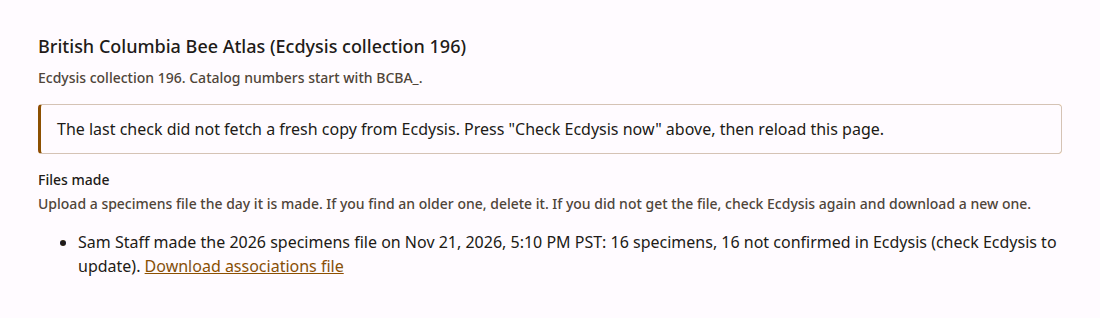 British Columbia Bee Atlas (Ecdysis collection 196)
Ecdysis collection 196. Catalog numbers start with BCBA_.
The last check did not fetch a fresh copy from Ecdysis. Press "Check Ecdysis now" above, then reload this page.
Files made
Upload a specimens file the day it is made. If you find an older one, delete it. If you did not get the file, check Ecdysis again and download a new one.
Sam Staff made the 2026 specimens file on Nov 21, 2026, 5:10 PM PST: 16 specimens, 16 not confirmed in Ecdysis (check Ecdysis to
update). Download associations file